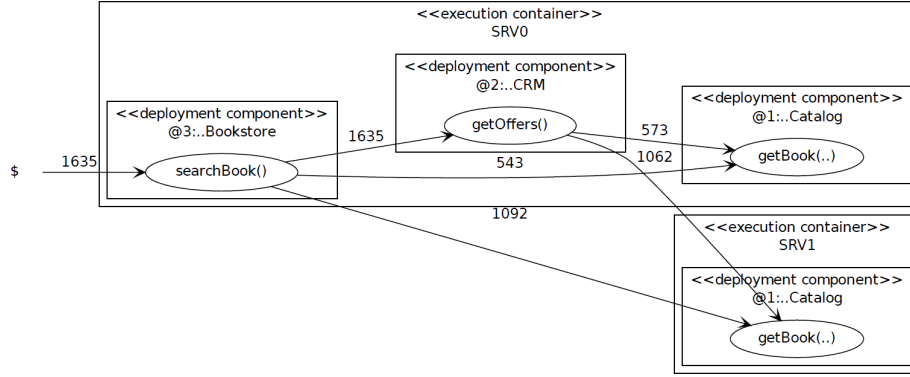 <<execution container>>
SRV0
<<deployment component>>
@2:..CRM
getOffers()
<<deployment component>>
@1:..Catalog
getBook(..)
<<deployment component>>
@3:..Bookstore
searchBook()
$
1635
1635
573
543
1062
1092
<<execution container>>
SRV1
<<deployment component>>
@1:..Catalog
getBook(..)